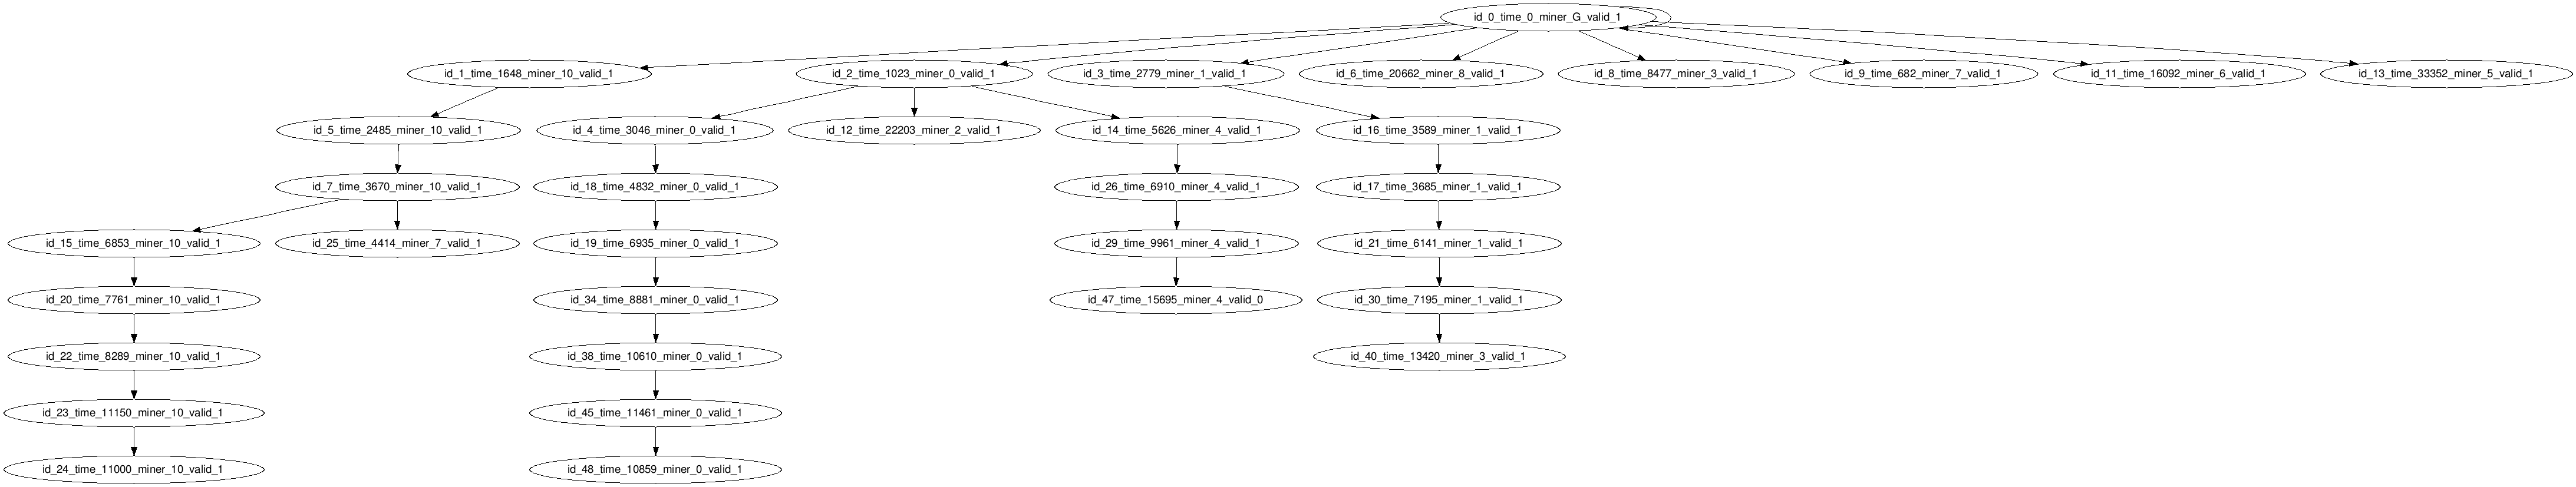 id_0_time_0_miner_G_valid_1
id_1_time_1648_miner_10_valid_1
id_2_time_1023_miner_0_valid_1
id_3_time_2779_miner_1_valid_1
id_6_time_20662_miner_8_valid_1
id_8_time_8477_miner_3_valid_1
id_9_time_682_miner_7_valid_1
id_11_time_16092_miner_6_valid_1
id_13_time_33352_miner_5_valid_1
id_5_time_2485_miner_10_valid_1
id_4_time_3046_miner_0_valid_1
id_12_time_22203_miner_2_valid_1
id_14_time_5626_miner_4_valid_1
id_16_time_3589_miner_1_valid_1
id_7_time_3670_miner_10_valid_1
id_18_time_4832_miner_0_valid_1
id_26_time_6910_miner_4_valid_1
id_17_time_3685_miner_1_valid_1
id_15_time_6853_miner_10_valid_1
id_25_time_4414_miner_7_valid_1
id_19_time_6935_miner_0_valid_1
id_29_time_9961_miner_4_valid_1
id_21_time_6141_miner_1_valid_1
id_20_time_7761_miner_10_valid_1
id_34_time_8881_miner_0_valid_1
id_47_time_15695_miner_4_valid_0
id_30_time_7195_miner_1_valid_1
id_22_time_8289_miner_10_valid_1
id_38_time_10610_miner_0_valid_1
id_40_time_13420_miner_3_valid_1
id_23_time_11150_miner_10_valid_1
id_45_time_11461_miner_0_valid_1
id_24_time_11000_miner_10_valid_1
id_48_time_10859_miner_0_valid_1